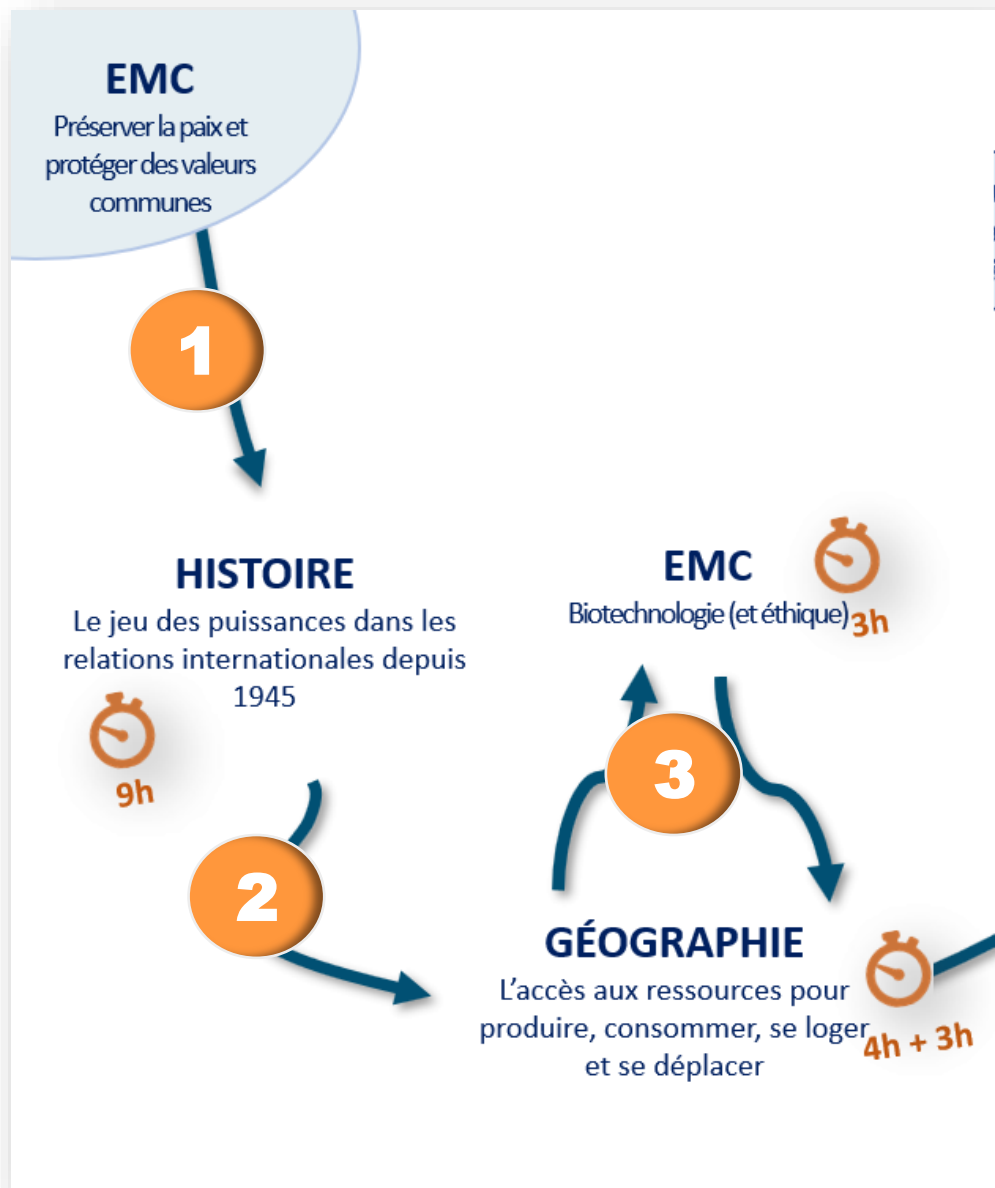 EMC
Préserver la paix et
protéger des valeurs
communes
1
HISTOIRE
Le jeu des puissances dans les
relations internationales depuis
1945
9h
EMC
Biotechnologie (et éthique)
3h
2
3
GÉOGRAPHIE
L'accès aux ressources pour
produire, consommer, se loger
et se déplacer
4h + 3h